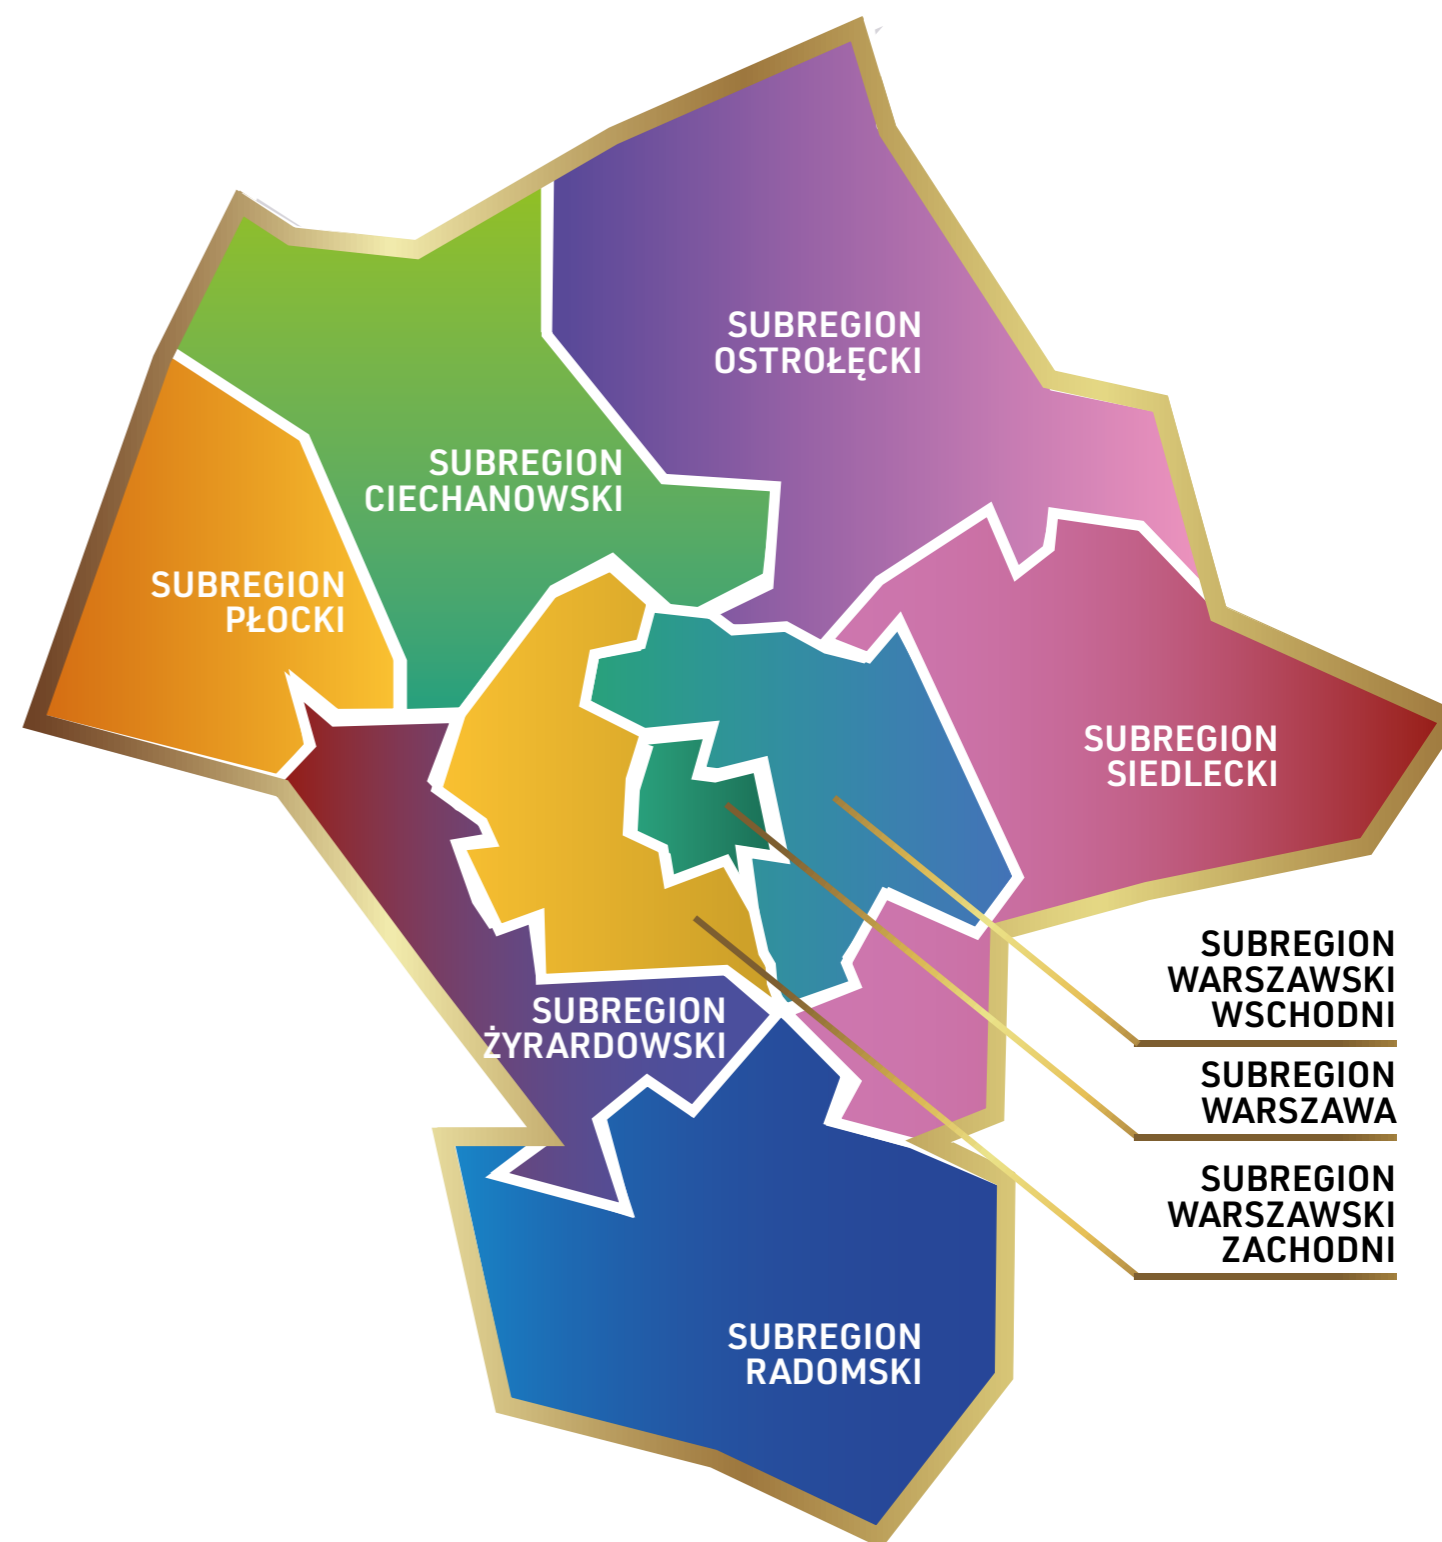 SUBREGION
OSTROŁĘCKI
SUBREGION
CIECHANOWSKI
SUBREGION
PŁOCKI
SUBREGION
SIEDLECKI
SUBREGION
WARSZAWSKI
WSCHODNI
SUBREGION
ŻYRARDOWSKI
SUBREGION
WARSZAWA
SUBREGION
WARSZAWSKI
ZACHODNI
SUBREGION
RADOMSKI